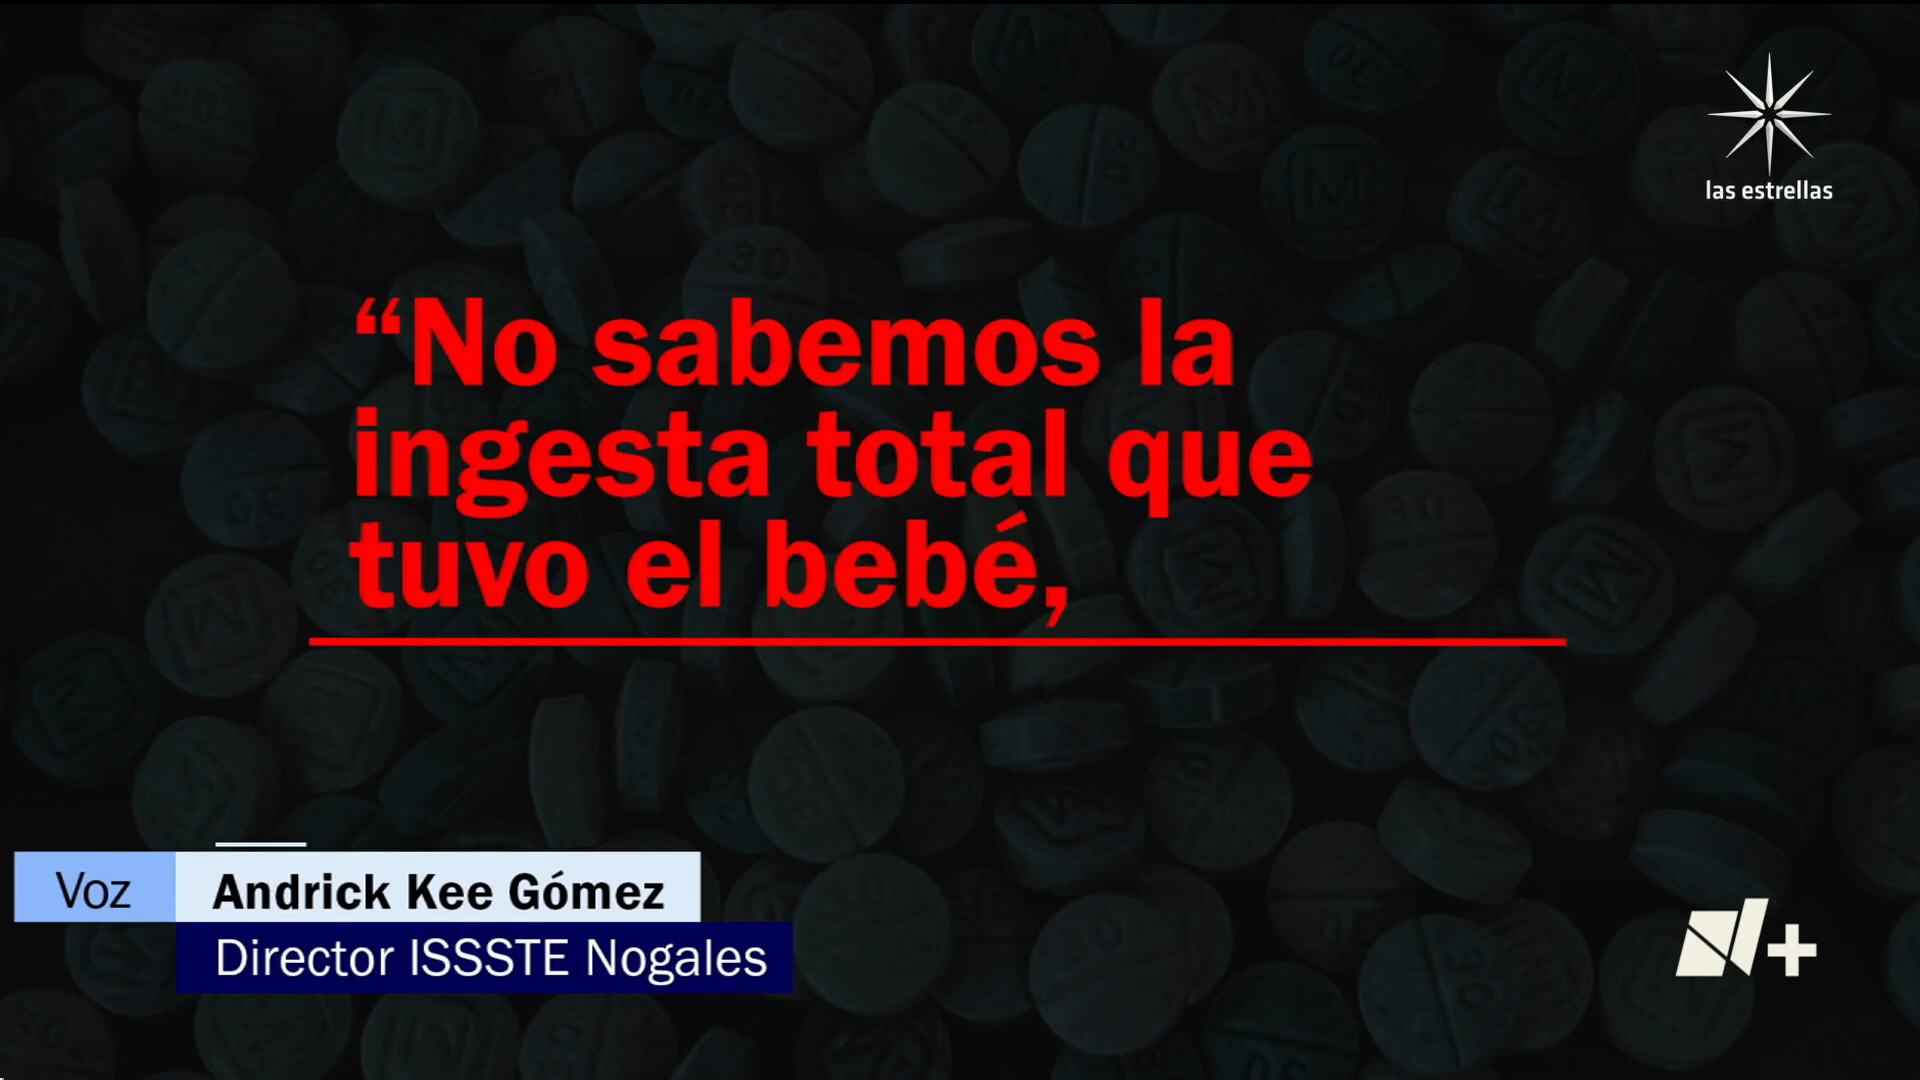 las estrellas
“No sabemos la
ingesta total que
tuvo el bebé,
Voz
Andrick Kee Gómez
Director ISSSTE Nogales
N+